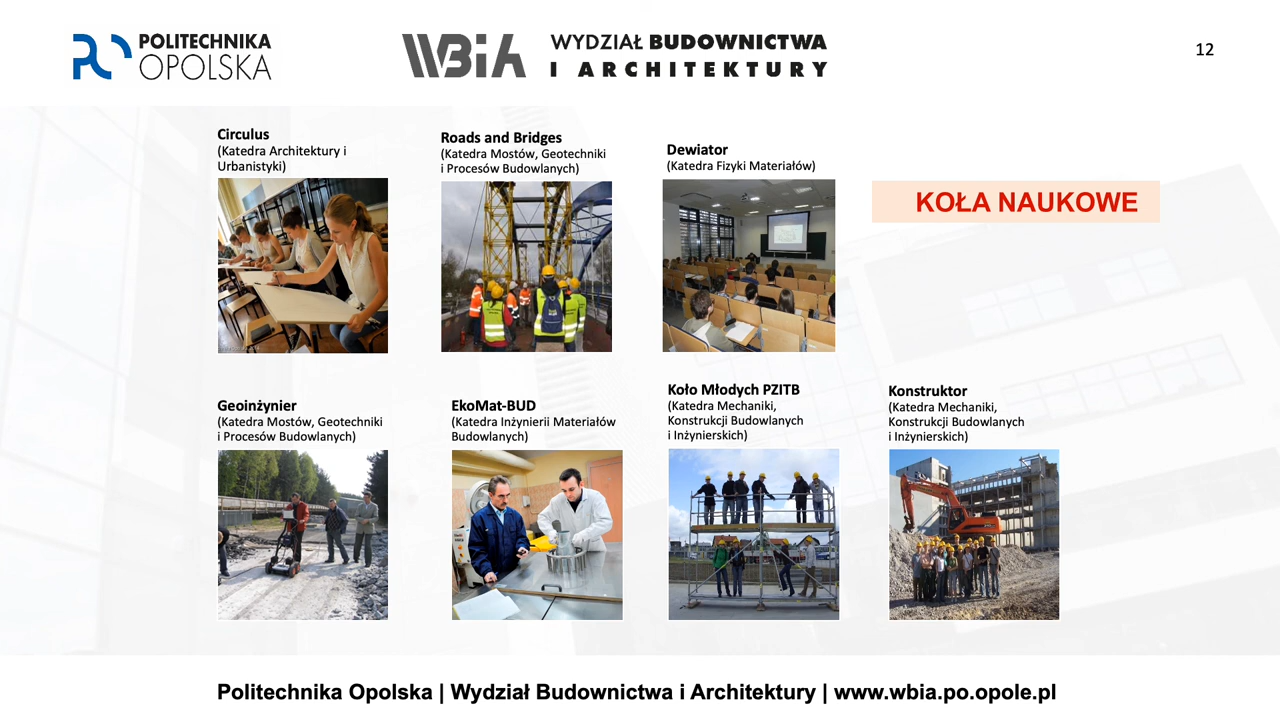 POLITECHNIKA
OPOLSKA
WBiA
WYDZIAŁ BUDOWNICTWA
I ARCHITEKTURY
12
Circulus
(Katedra Architektury i
Urbanistyki)
Roads and Bridges
(Katedra Mostów, Geotechniki
i Procesów Budowlanych)
Dewiator
(Katedra Fizyki Materiałów)
KOŁA NAUKOWE
Geoinżynier
(Katedra Mostów, Geotechniki
i Procesów Budowlanych)
EkoMat-BUD
(Katedra Inżynierii Materiałów
Budowlanych)
Koło Młodych PZITB
(Katedra Mechaniki,
Konstrukcji Budowlanych
i Inżynierskich)
Konstruktor
(Katedra Mechaniki,
Konstrukcji Budowlanych
i Inżynierskich)
Politechnika Opolska | Wydział Budownictwa i Architektury | www.wbia.po.opole.pl